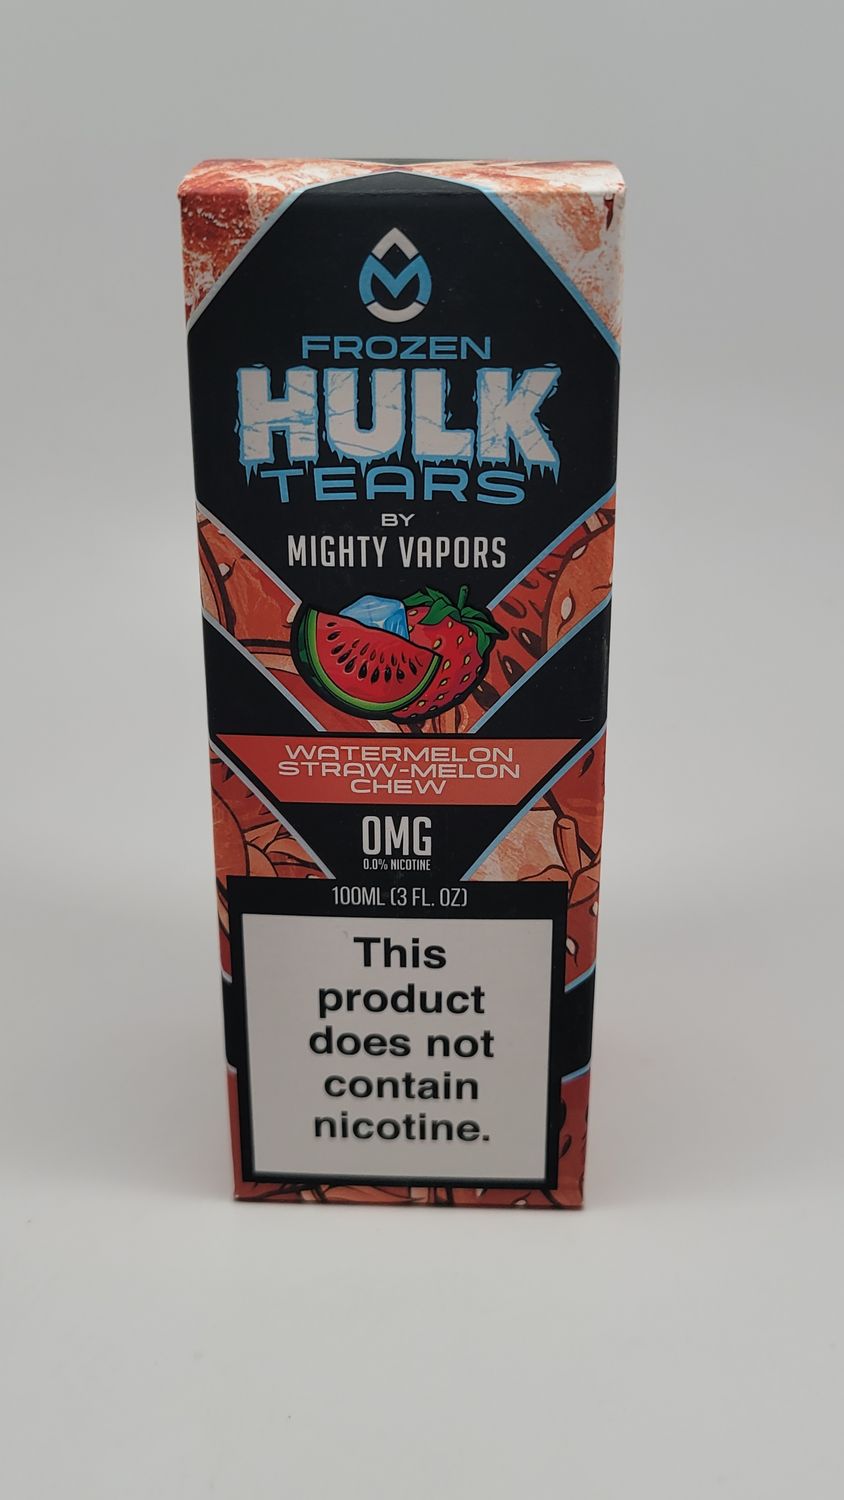 FROZEN
HULK
TEARS
BY
MIGHTY VAPORS
WATERMELON
STRAW-MELON
CHEW
0MG
0.0% NICOTINE
100ML (3 FL. OZ)
This
product
does not
contain
nicotine.